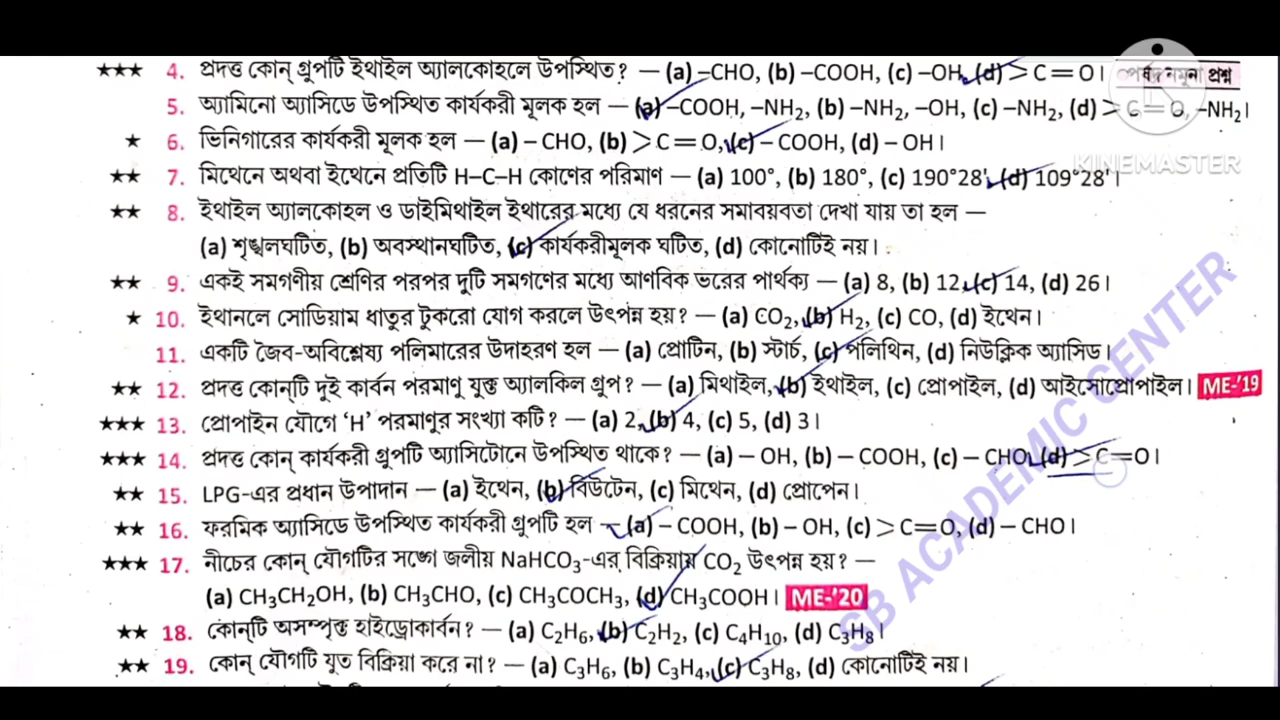 ★★★ 4. প্রদত্ত কোন্ গ্রুপটি ইথাইল অ্যালকোহলে উপস্থিত? — (a) –CHO, (b) –COOH, (c) –OH, (d) >C=O। পর্ষদ নমুনা প্রশ্ন
5. অ্যামিনো অ্যাসিডে উপস্থিত কার্যকরী মূলক হল — (a) –COOH, –NH₂, (b) –NH₂, –OH, (c) –NH₂, (d) >C=O, –NH₂।
★ 6. ভিনিগারের কার্যকরী মূলক হল — (a) – CHO, (b) >C=O, (c) – COOH, (d) – OH।
KINEMASTER
★★ 7. মিথেনে অথবা ইথেনে প্রতিটি H–C–H কোণের পরিমাণ — (a) 100°, (b) 180°, (c) 190°28', (d) 109°28'।
★★ 8. ইথাইল অ্যালকোহল ও ডাইমিথাইল ইথারের মধ্যে যে ধরনের সমাবয়বতা দেখা যায় তা হল —
(a) শৃঙ্খলঘটিত, (b) অবস্থানঘটিত, (c) কার্যকরীমূলক ঘটিত, (d) কোনোটিই নয়।
★★ 9. একই সমগণীয় শ্রেণির পরপর দুটি সমগণের মধ্যে আণবিক ভরের পার্থক্য — (a) 8, (b) 12, (c) 14, (d) 26।
★ 10. ইথানলে সোডিয়াম ধাতুর টুকরো যোগ করলে উৎপন্ন হয়? — (a) CO₂, (b) H₂, (c) CO, (d) ইথেন।
11. একটি জৈব-অবিশ্লেষ্য পলিমারের উদাহরণ হল — (a) প্রোটিন, (b) স্টার্চ, (c) পলিথিন, (d) নিউক্লিক অ্যাসিড।
★★ 12. প্রদত্ত কোন্‌টি দুই কার্বন পরমাণু যুক্ত অ্যালকিল গ্রুপ? — (a) মিথাইল, (b) ইথাইল, (c) প্রোপাইল, (d) আইসোপ্রোপাইল। ME-'19
★★★ 13. প্রোপাইন যৌগে 'H' পরমাণুর সংখ্যা কটি? — (a) 2, (b) 4, (c) 5, (d) 3।
★★★ 14. প্রদত্ত কোন্ কার্যকরী গ্রুপটি অ্যাসিটোনে উপস্থিত থাকে? — (a) – OH, (b) – COOH, (c) – CHO, (d) >C=O।
★★ 15. LPG-এর প্রধান উপাদান — (a) ইথেন, (b) বিউটেন, (c) মিথেন, (d) প্রোপেন।
★★ 16. ফরমিক অ্যাসিডে উপস্থিত কার্যকরী গ্রুপটি হল — (a) – COOH, (b) – OH, (c) >C=O, (d) – CHO।
★★★ 17. নীচের কোন্ যৌগটির সঙ্গে জলীয় NaHCO₃-এর বিক্রিয়ায় CO₂ উৎপন্ন হয়? —
(a) CH₃CH₂OH, (b) CH₃CHO, (c) CH₃COCH₃, (d) CH₃COOH। ME-'20
★★ 18. কোন্‌টি অসম্পৃক্ত হাইড্রোকার্বন? — (a) C₂H₆, (b) C₂H₂, (c) C₄H₁₀, (d) C₃H₈।
★★ 19. কোন্ যৌগটি যুত বিক্রিয়া করে না? — (a) C₃H₆, (b) C₃H₄, (c) C₃H₈, (d) কোনোটিই নয়।
SB ACADEMIC CENTER